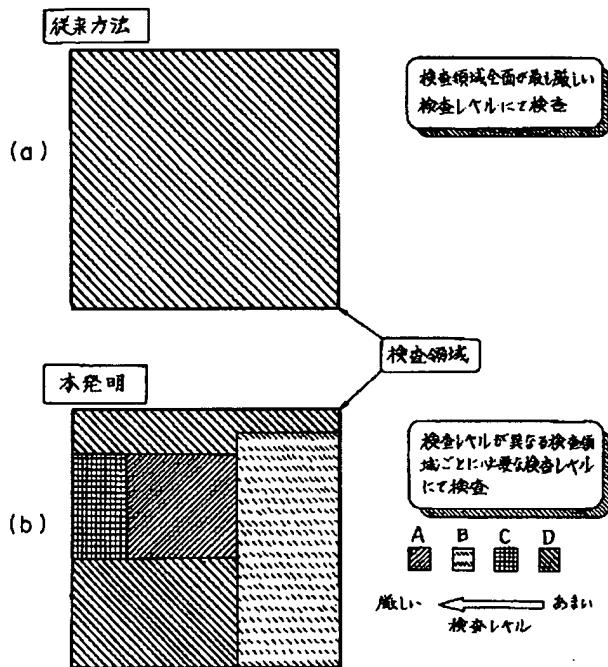 従来方法
検査領域全面が最も厳しい
検査レベルにて検査
(a)
検査領域
本発明
検査レベルが異なる検査領
域ごとに必要な検査レベル
にて検査
(b)
A B C D
厳しい あまい
検査レベル